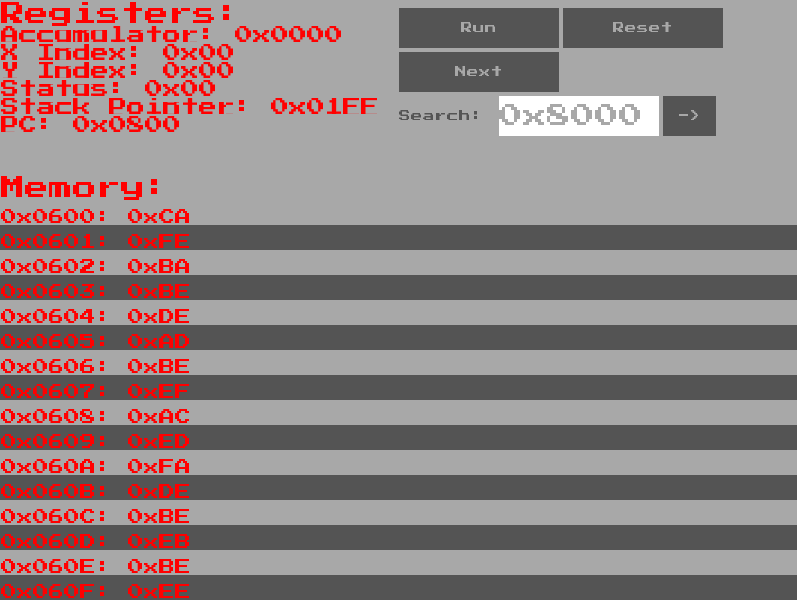 Registers:
Accumulator: 0x0000
X Index: 0x00
Y Index: 0x00
Status: 0x00
Stack Pointer: 0x01FF
PC: 0x0800
Run
Reset
Next
Search: 0x8000 ->
Memory:
0x0600: 0xCA
0x0601: 0xFE
0x0602: 0xBA
0x0603: 0xBE
0x0604: 0xDE
0x0605: 0xAD
0x0606: 0xBE
0x0607: 0xEF
0x0608: 0xAC
0x0609: 0xED
0x060A: 0xFA
0x060B: 0xDE
0x060C: 0xBE
0x060D: 0xEB
0x060E: 0xBE
0x060F: 0xEE